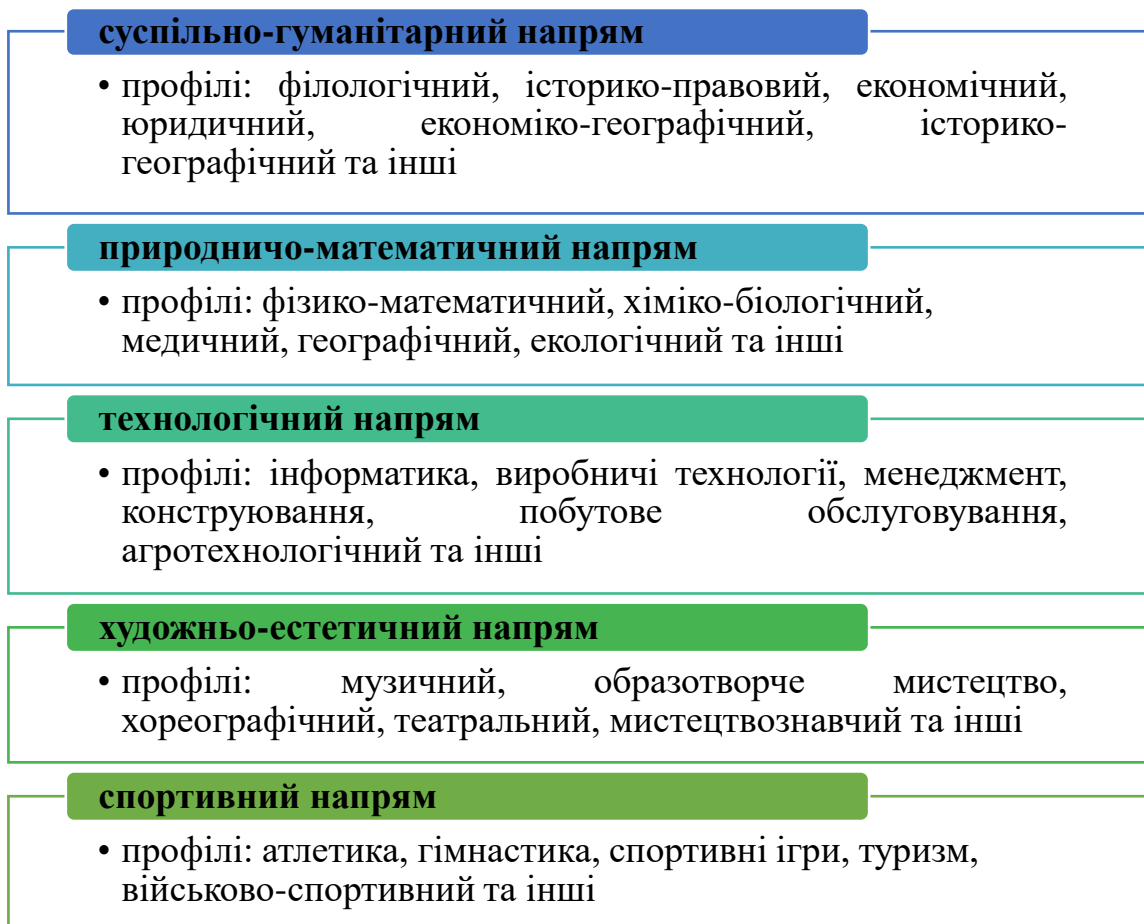 суспільно-гуманітарний напрям
• профілі: філологічний, історико-правовий, економічний,
юридичний, економіко-географічний, історико-
географічний та інші
природничо-математичний напрям
• профілі: фізико-математичний, хіміко-біологічний,
медичний, географічний, екологічний та інші
технологічний напрям
• профілі: інформатика, виробничі технології, менеджмент,
конструювання, побутове обслуговування,
агротехнологічний та інші
художньо-естетичний напрям
• профілі: музичний, образотворче мистецтво,
хореографічний, театральний, мистецтвознавчий та інші
спортивний напрям
• профілі: атлетика, гімнастика, спортивні ігри, туризм,
військово-спортивний та інші